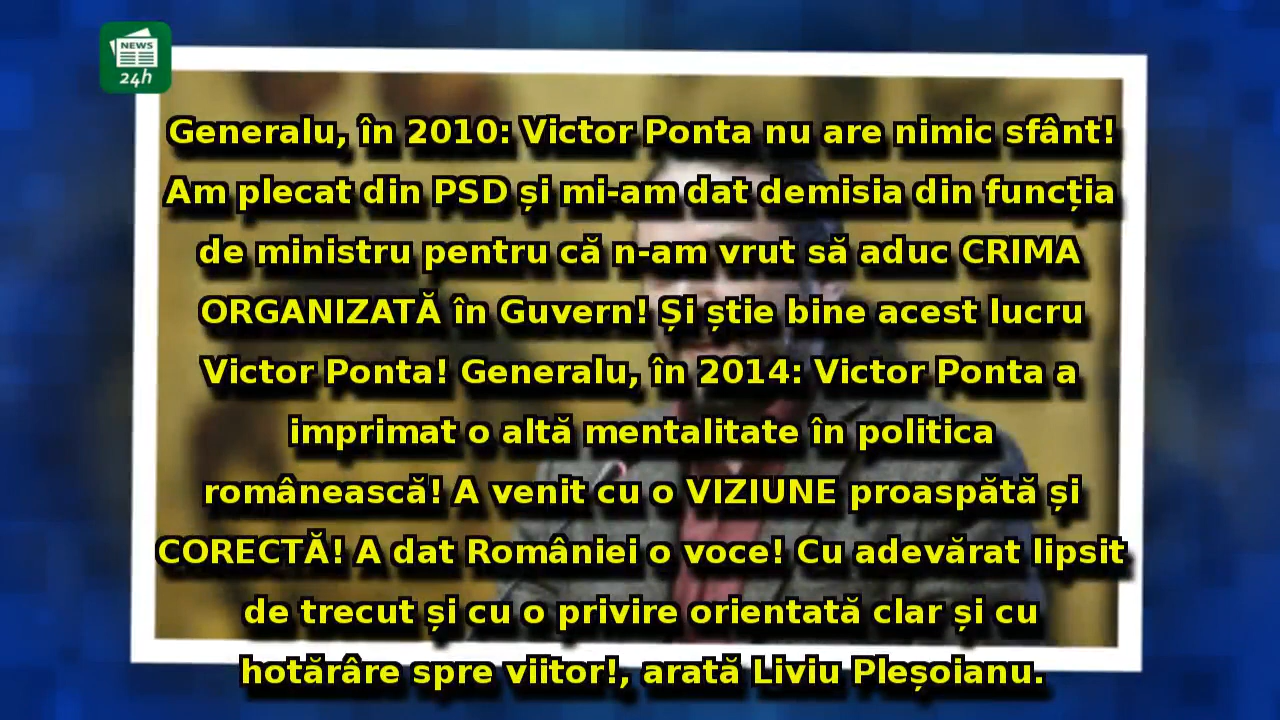 NEWS
24h
Generalu, în 2010: Victor Ponta nu are nimic sfânt!
Am plecat din PSD și mi-am dat demisia din funcția
de ministru pentru că n-am vrut să aduc CRIMA
ORGANIZATĂ în Guvern! Și știe bine acest lucru
Victor Ponta! Generalu, în 2014: Victor Ponta a
imprimat o altă mentalitate în politica
românească! A venit cu o VIZIUNE proaspătă și
CORECTĂ! A dat României o voce! Cu adevărat lipsit
de trecut și cu o privire orientată clar și cu
hotărâre spre viitor!, arată Liviu Pleșoianu.